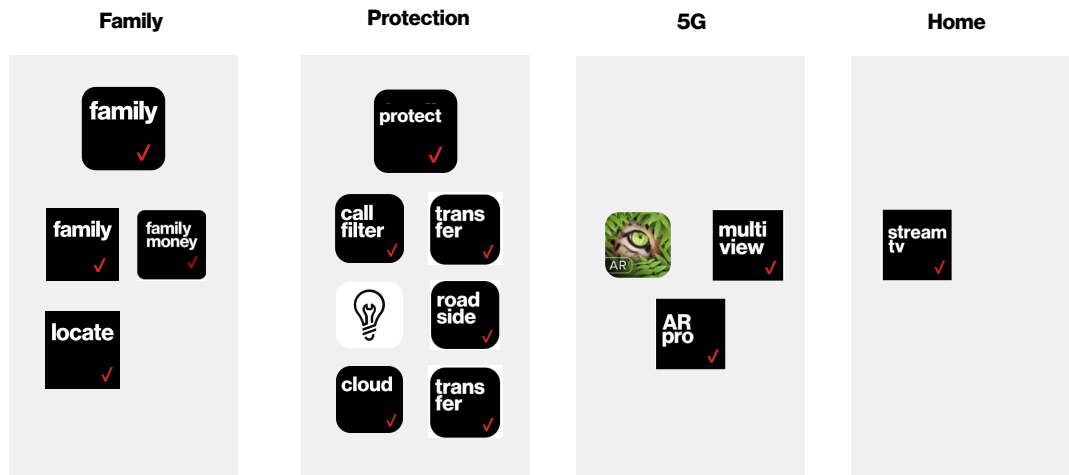 Family
Protection
5G
Home
family
family
family
money
locate
protect
call
filter
trans
fer
road
side
cloud
trans
fer
AR
multi
view
AR
pro
stream
tv